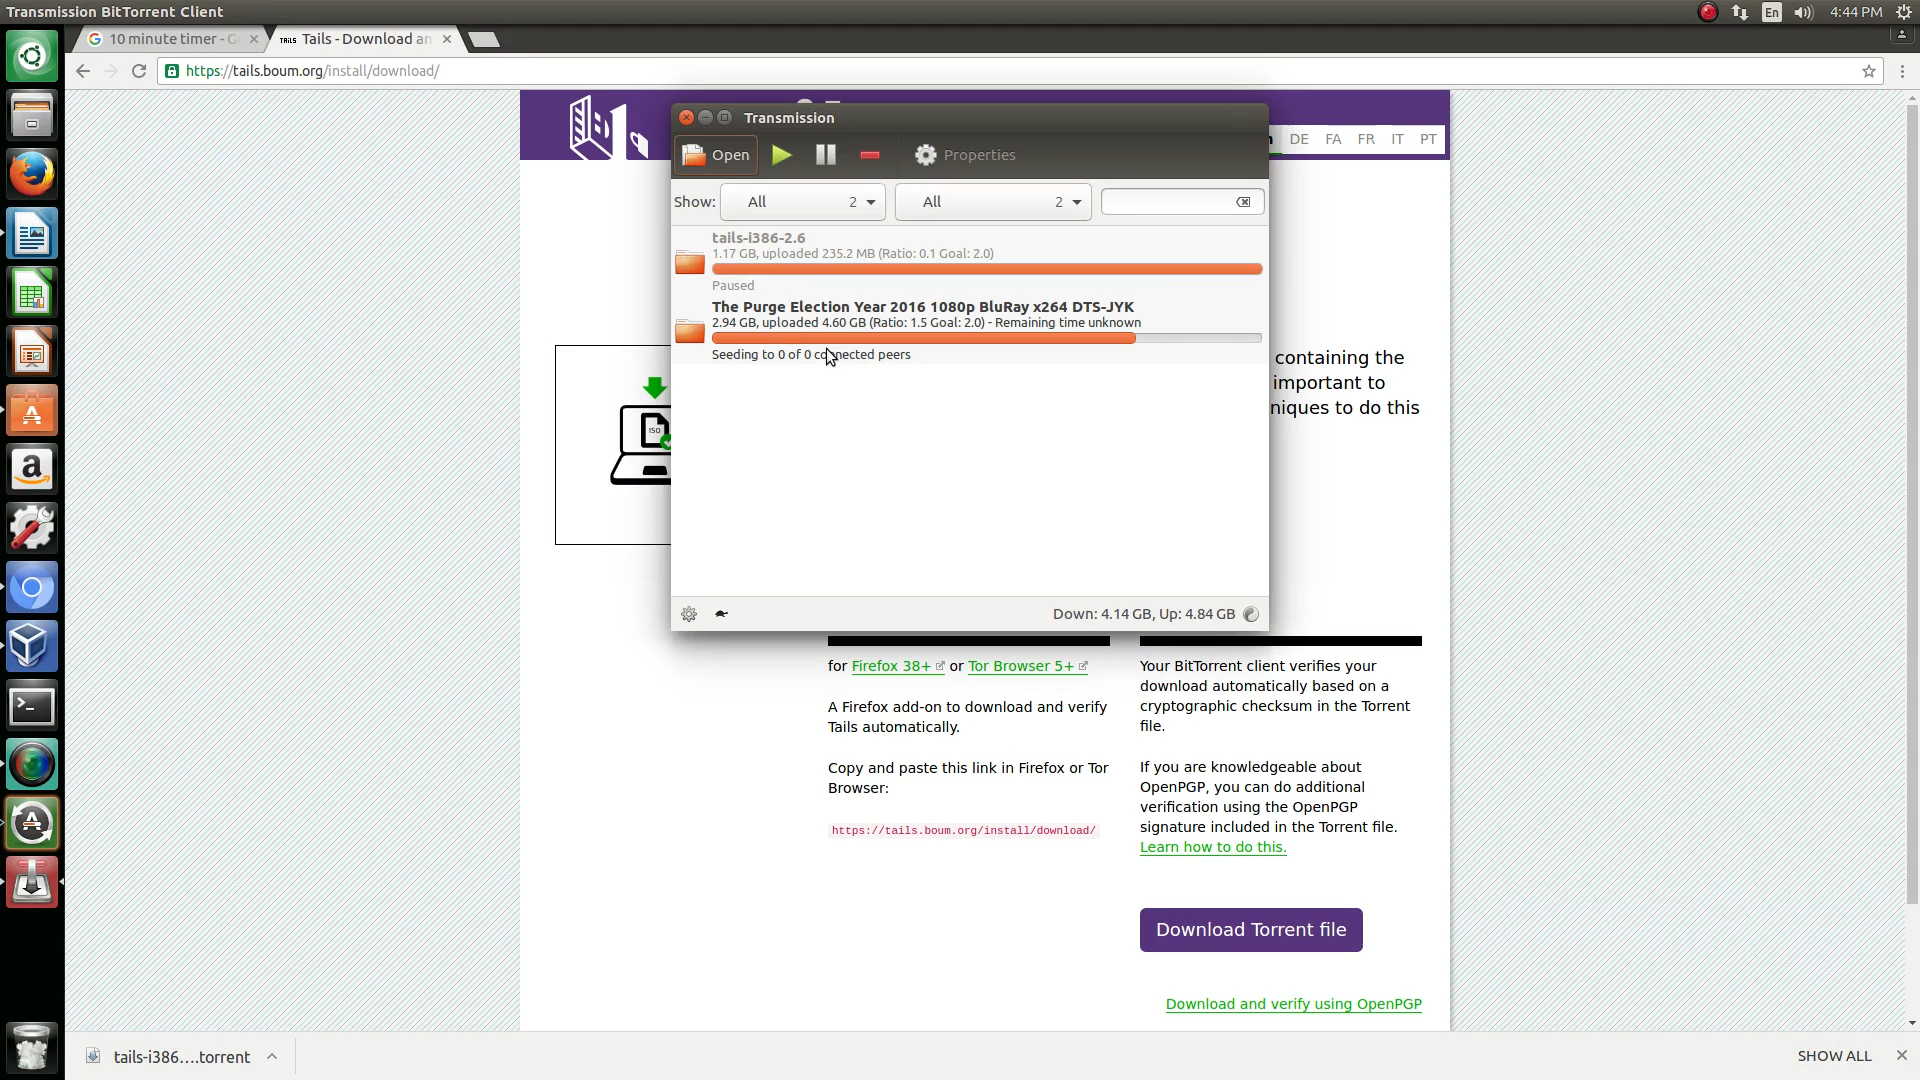 Transmission BitTorrent Client
En
4:44 PM
10 minute timer - G
TAILS Tails - Download an
https://tails.boum.org/install/download/
Transmission
DE FA FR IT PT
Open
Properties
Show: All 2 All 2
tails-i386-2.6
1.17 GB, uploaded 235.2 MB (Ratio: 0.1 Goal: 2.0)
Paused
The Purge Election Year 2016 1080p BluRay x264 DTS-JYK
2.94 GB, uploaded 4.60 GB (Ratio: 1.5 Goal: 2.0) - Remaining time unknown
Seeding to 0 of 0 connected peers
containing the
important to
niques to do this
ISO
Down: 4.14 GB, Up: 4.84 GB
for Firefox 38+ or Tor Browser 5+
A Firefox add-on to download and verify
Tails automatically.
Copy and paste this link in Firefox or Tor
Browser:
https://tails.boum.org/install/download/
Your BitTorrent client verifies your
download automatically based on a
cryptographic checksum in the Torrent
file.
If you are knowledgeable about
OpenPGP, you can do additional
verification using the OpenPGP
signature included in the Torrent file.
Learn how to do this.
Download Torrent file
Download and verify using OpenPGP
tails-i386....torrent
SHOW ALL